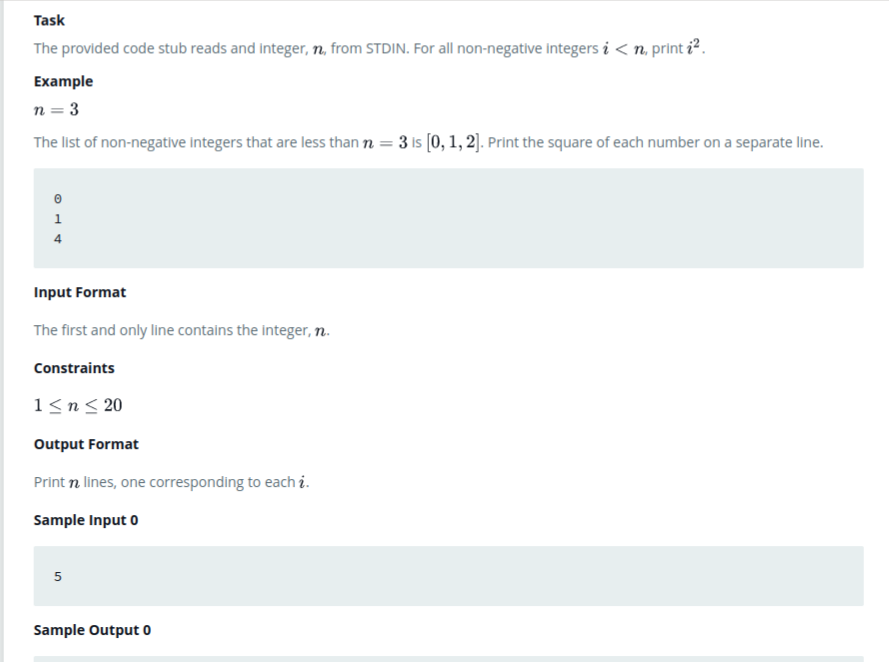 Task
The provided code stub reads and integer, n, from STDIN. For all non-negative integers i < n, print i².
Example
n = 3
The list of non-negative integers that are less than n = 3 is [0, 1, 2]. Print the square of each number on a separate line.
0
1
4
Input Format
The first and only line contains the integer, n.
Constraints
1 ≤ n ≤ 20
Output Format
Print n lines, one corresponding to each i.
Sample Input 0
5
Sample Output 0